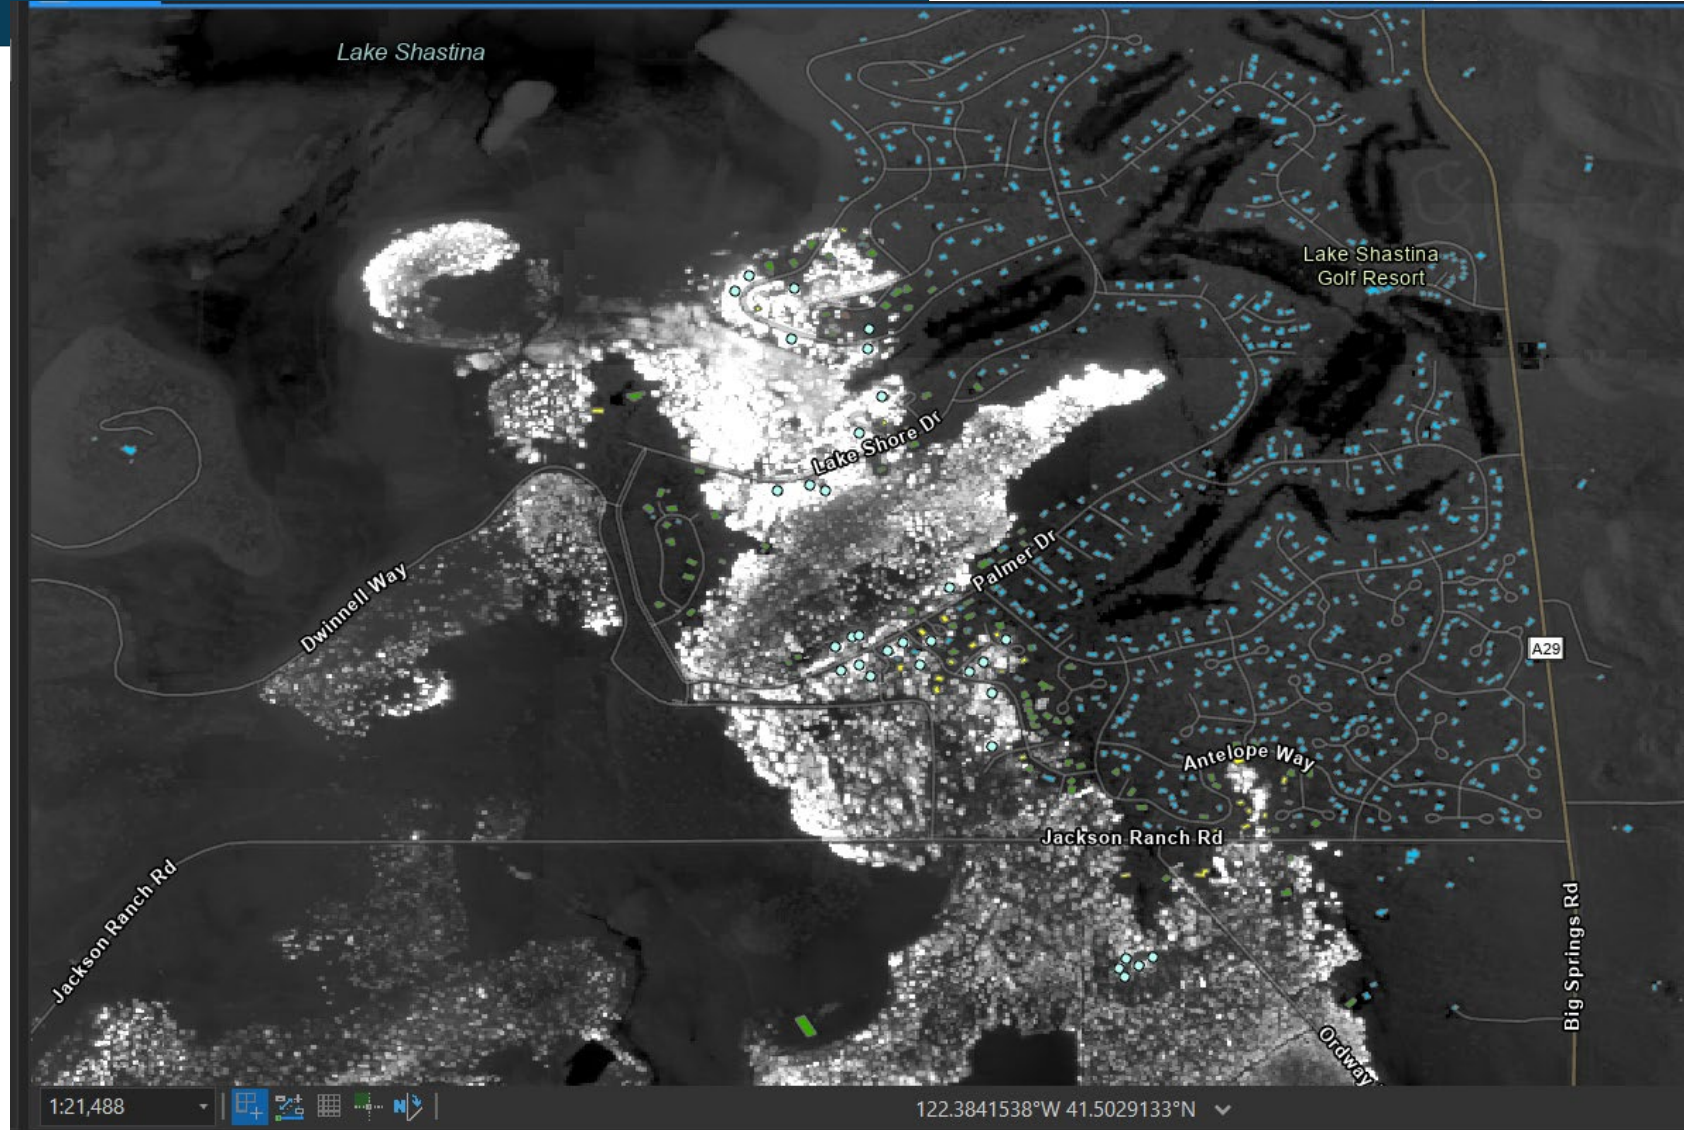 Lake Shastina
Lake Shastina
Golf Resort
Lake Shore Dr
Palmer Dr
Dwinnell Way
A29
Antelope Way
Jackson Ranch Rd
Jackson Ranch Rd
Big Springs Rd
Ordway
1:21,488
122.3841538°W 41.5029133°N